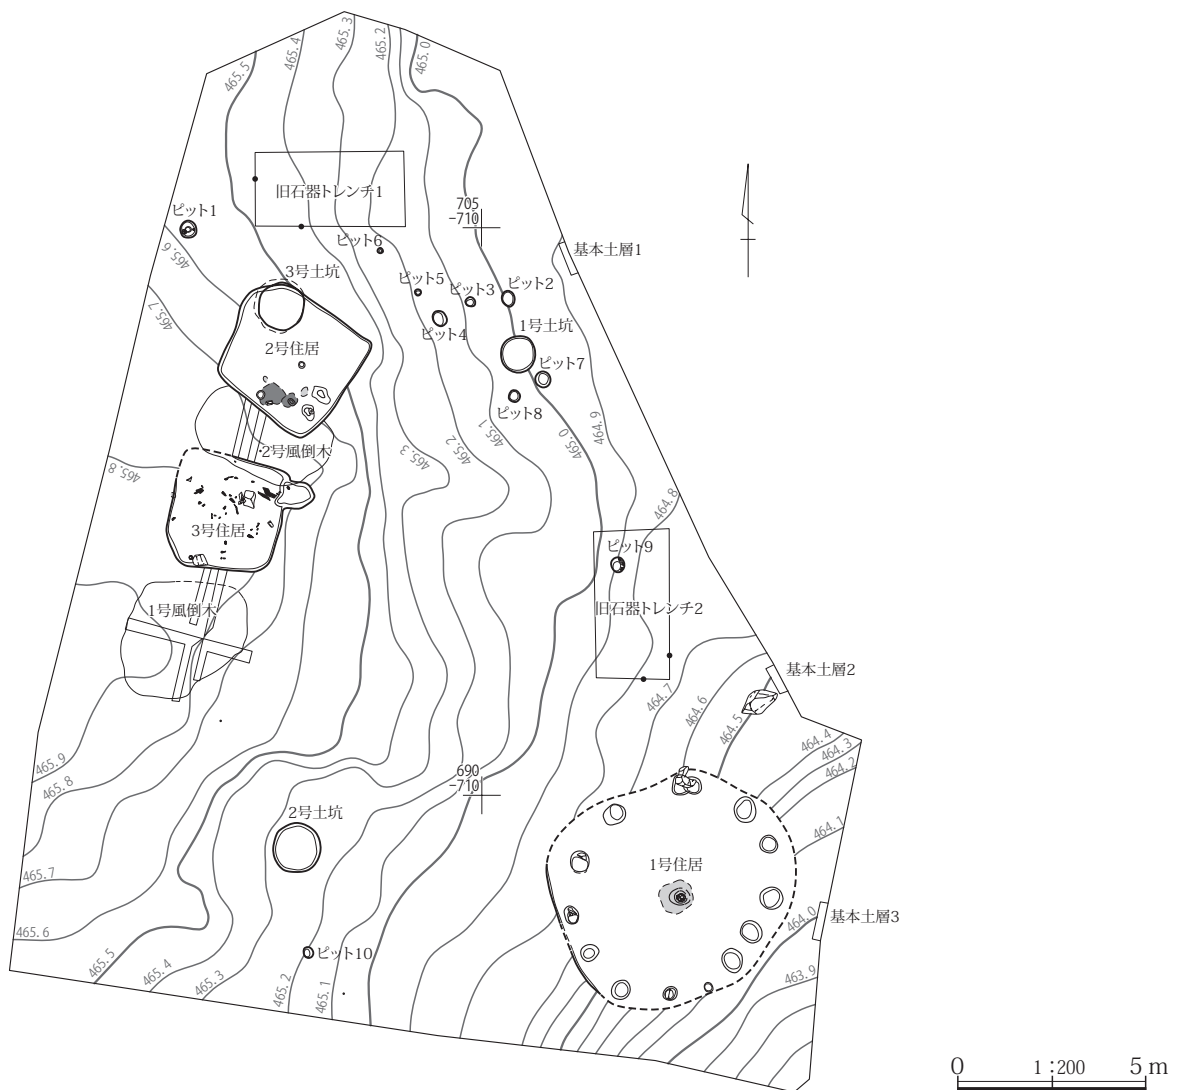 465.5
465.4
465.3
465.2
465.0
旧石器トレンチ1
705
-710
ピット1
465.6
ピット6
基本土層1
3号土坑
ピット5
ピット3
ピット2
465.7
ピット4
1号土坑
2号住居
ピット7
ピット8
464.9
465.0
465.1
465.2
465.3
2号風倒木
465.8
464.8
3号住居
ピット9
1号風倒木
旧石器トレンチ2
基本土層2
464.7
464.6
464.5
464.4
464.3
464.2
465.9
465.8
690
-710
2号土坑
464.1
1号住居
465.7
464.0
基本土層3
465.6
ピット10
465.5
465.4
465.3
465.2
465.1
463.9
0 1:200 5m